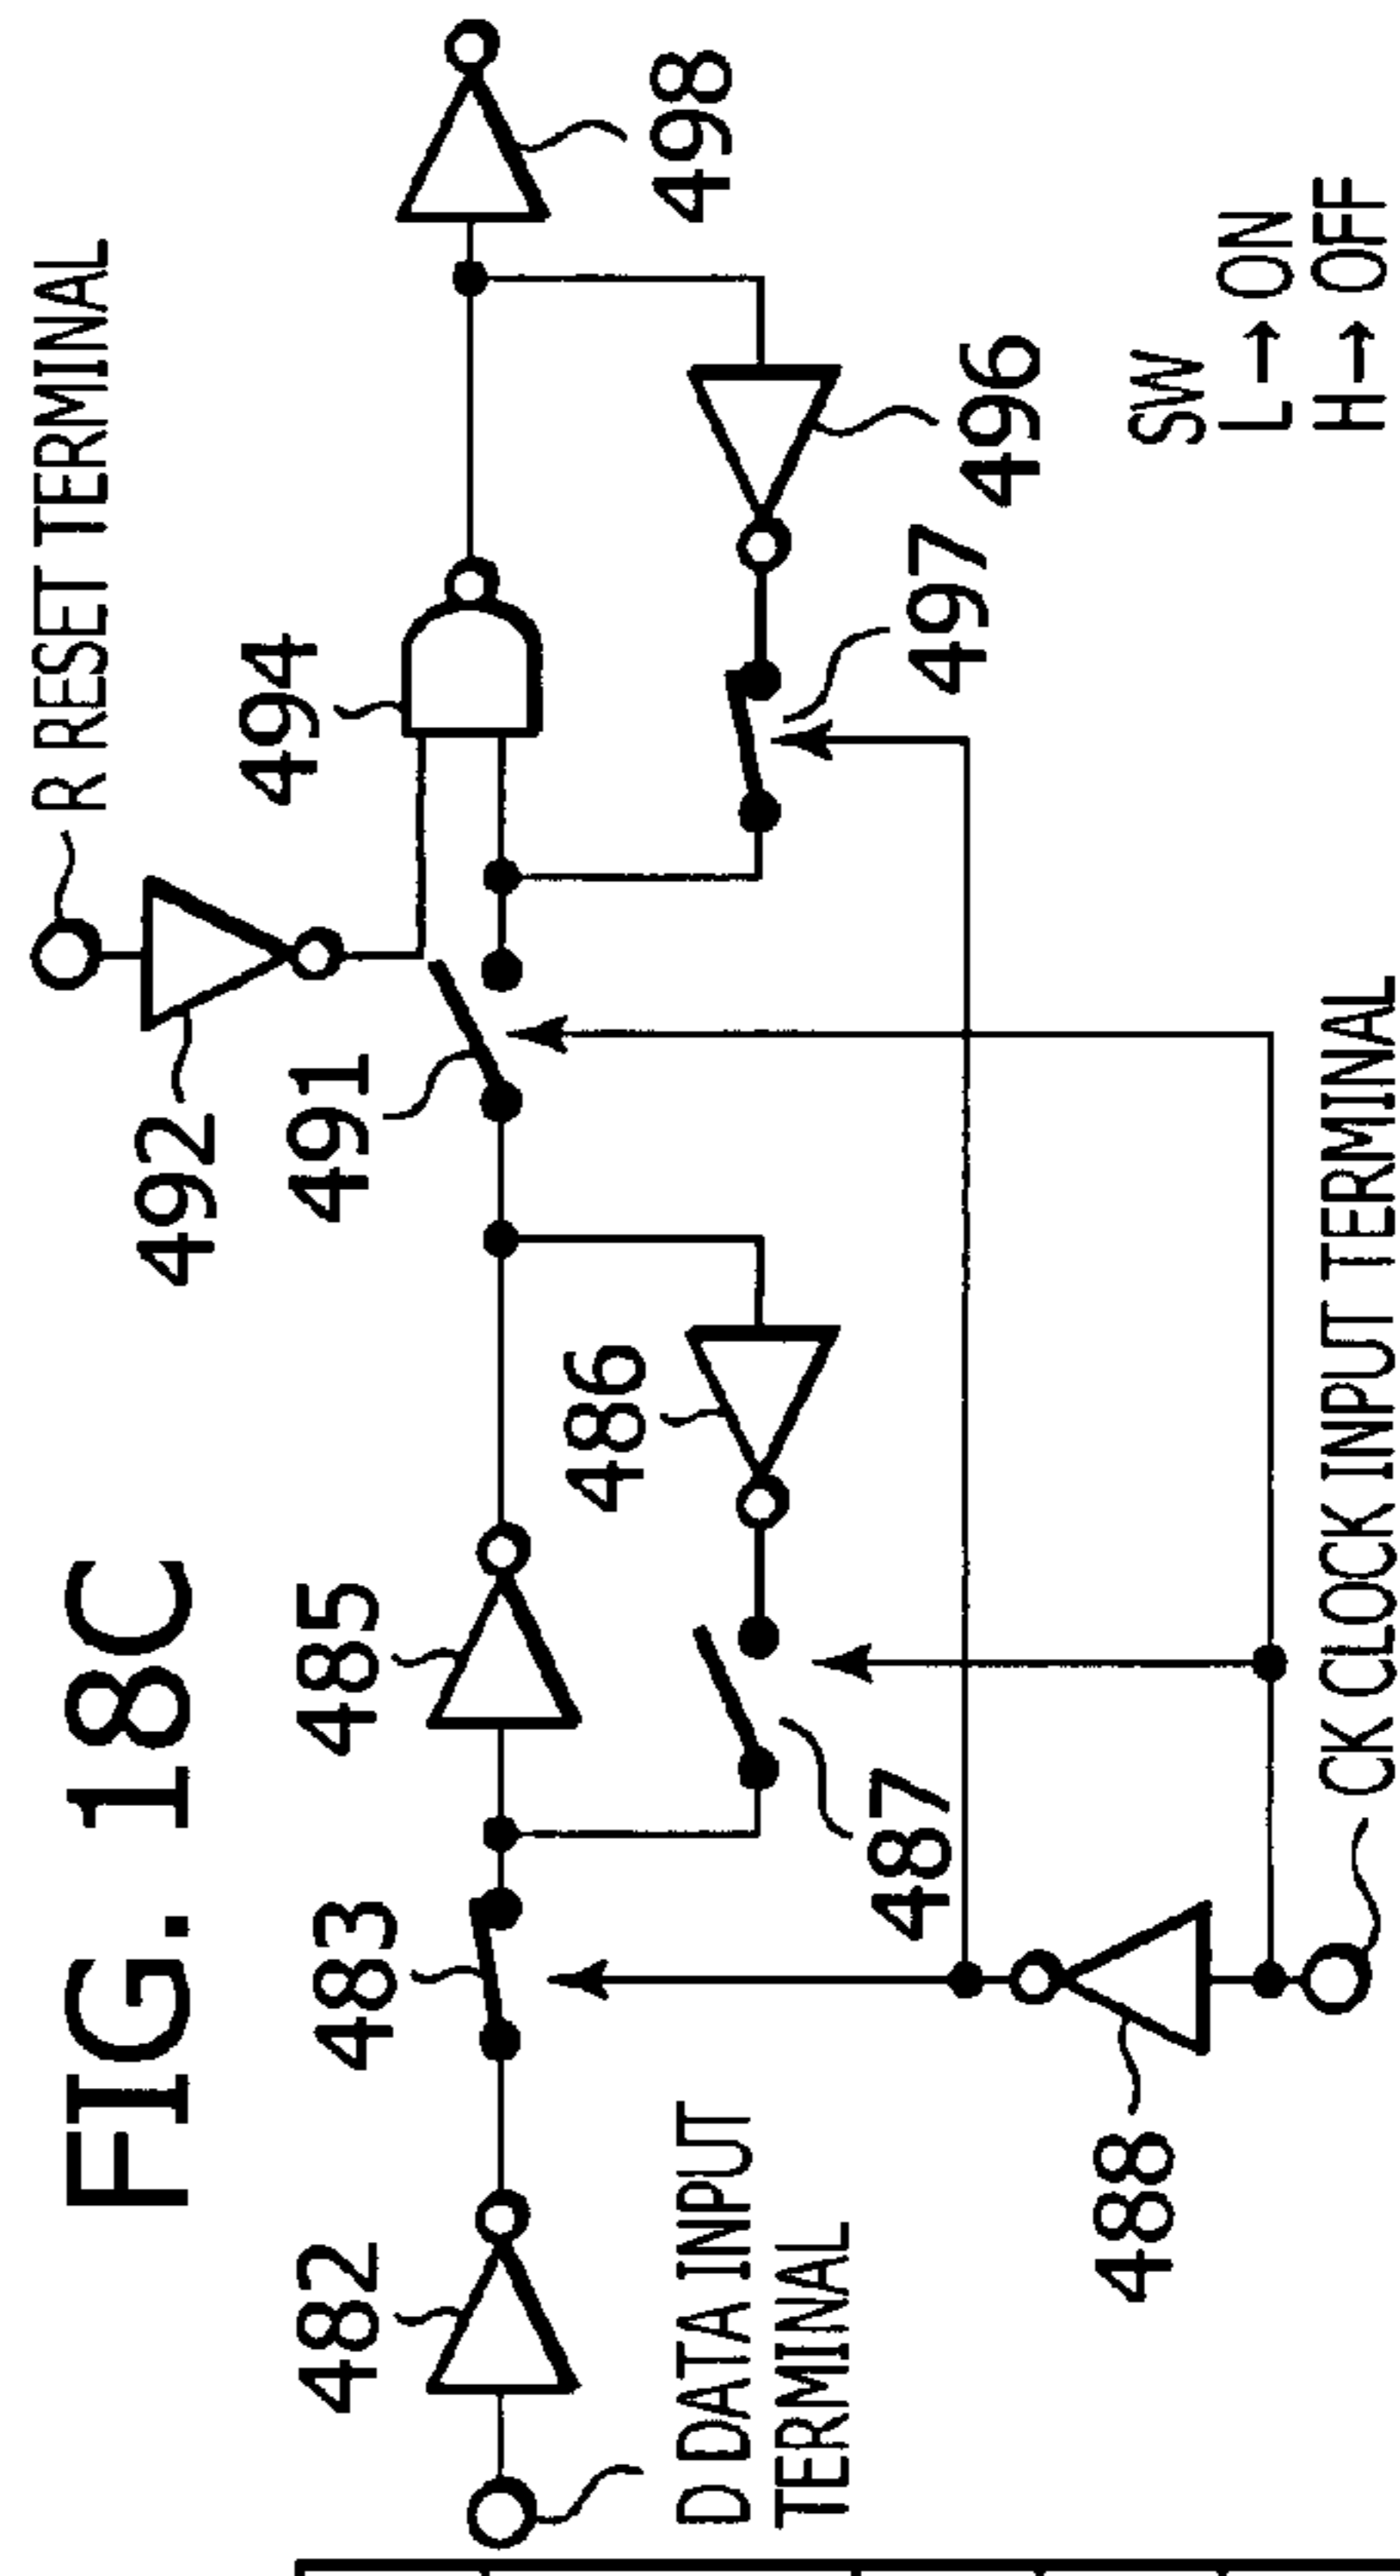 FIG. 18C
R RESET TERMINAL
492
494
491
482
483
485
486
487
497
496
498
D DATA INPUT
TERMINAL
488
CK CLOCK INPUT TERMINAL
SW
L→ON
H→OFF